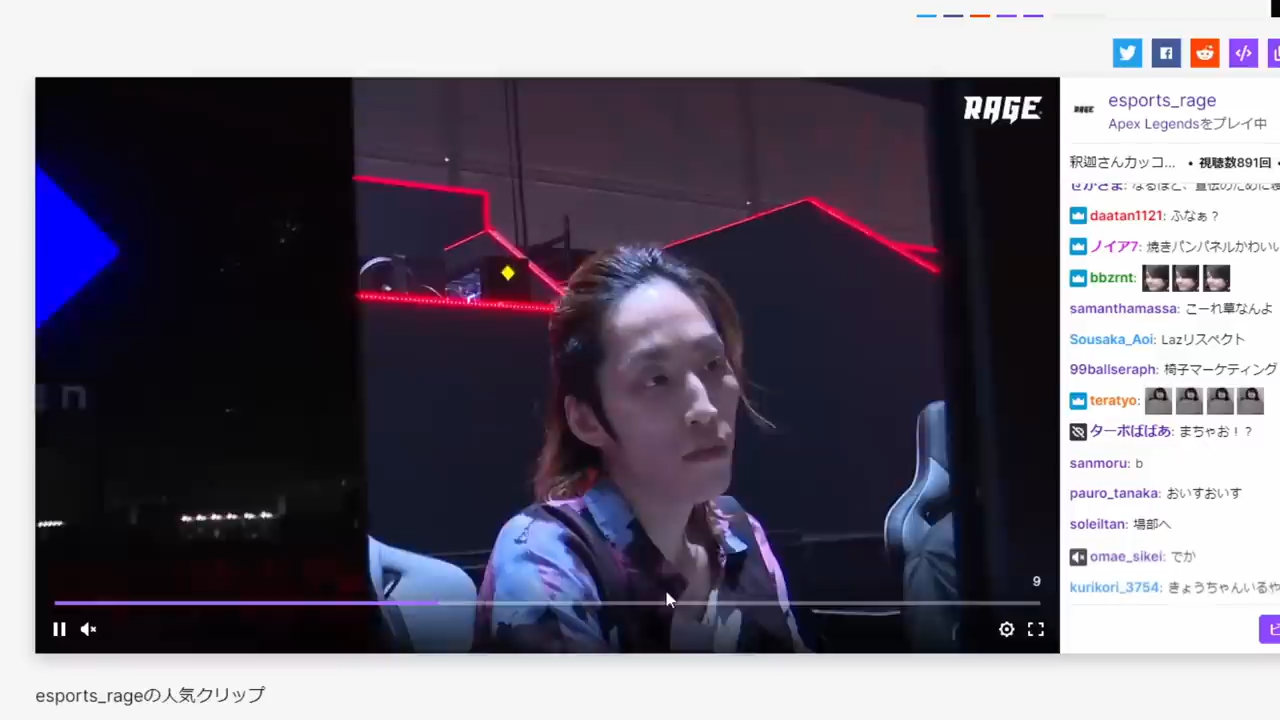 RAGE
en
9
RAGE
esports_rage
Apex Legendsをプレイ中
釈迦さんカッコ... • 視聴数891回 •
daatan1121: ふなぁ?
ノイア7: 焼きパンパネルかわいい
bbzrnt:
samanthamassa: こーれ草なんよ
Sousaka_Aoi: Lazリスペクト
99ballseraph: 椅子マーケティング
teratyo:
ターボばばあ: まちゃお!?
sanmoru: b
pauro_tanaka: おいすおいす
soleiltan: 場部へ
omae_sikei: でか
kurikori_3754: きょうちゃんいるや
esports_rageの人気クリップ